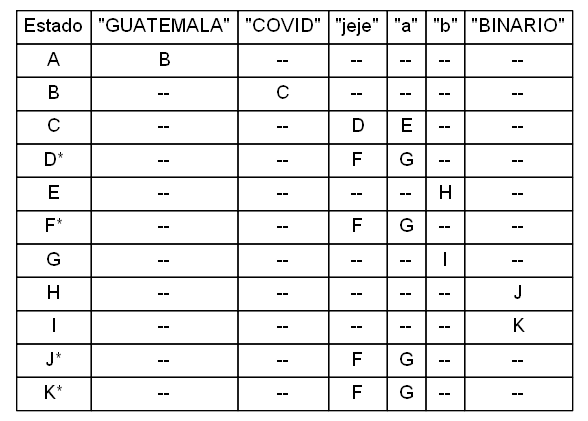 Estado "GUATEMALA" "COVID" "jeje" "a" "b" "BINARIO"
A B -- -- -- -- --
B -- C -- -- -- --
C -- -- D E -- --
D* -- -- F G -- --
E -- -- -- -- H --
F* -- -- F G -- --
G -- -- -- -- I --
H -- -- -- -- -- J
I -- -- -- -- -- K
J* -- -- F G -- --
K* -- -- F G -- --